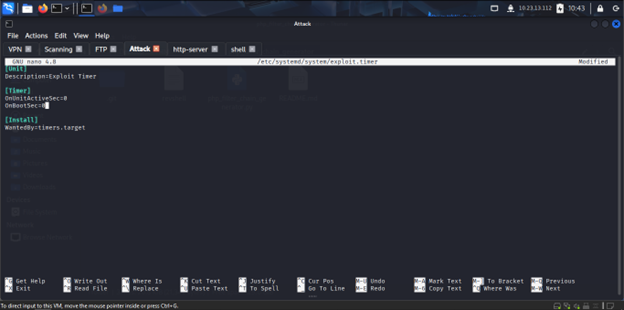 10.23.13.112 10:43
Attack
File Actions Edit View Help
VPN Scanning FTP Attack http-server shell
GNU nano 4.8 /etc/systemd/system/exploit.timer Modified
[Unit]
Description=Exploit Timer
[Timer]
OnUnitActiveSec=0
OnBootSec=0
[Install]
WantedBy=timers.target
^G Get Help ^O Write Out ^W Where Is ^K Cut Text ^J Justify ^C Cur Pos M-U Undo M-A Mark Text M-] To Bracket M-Q Previous
^X Exit ^R Read File ^\ Replace ^U Paste Text ^T To Spell ^_ Go To Line M-E Redo M-6 Copy Text ^Q Where Was M-W Next
To direct input to this VM, move the mouse pointer inside or press Ctrl+G.